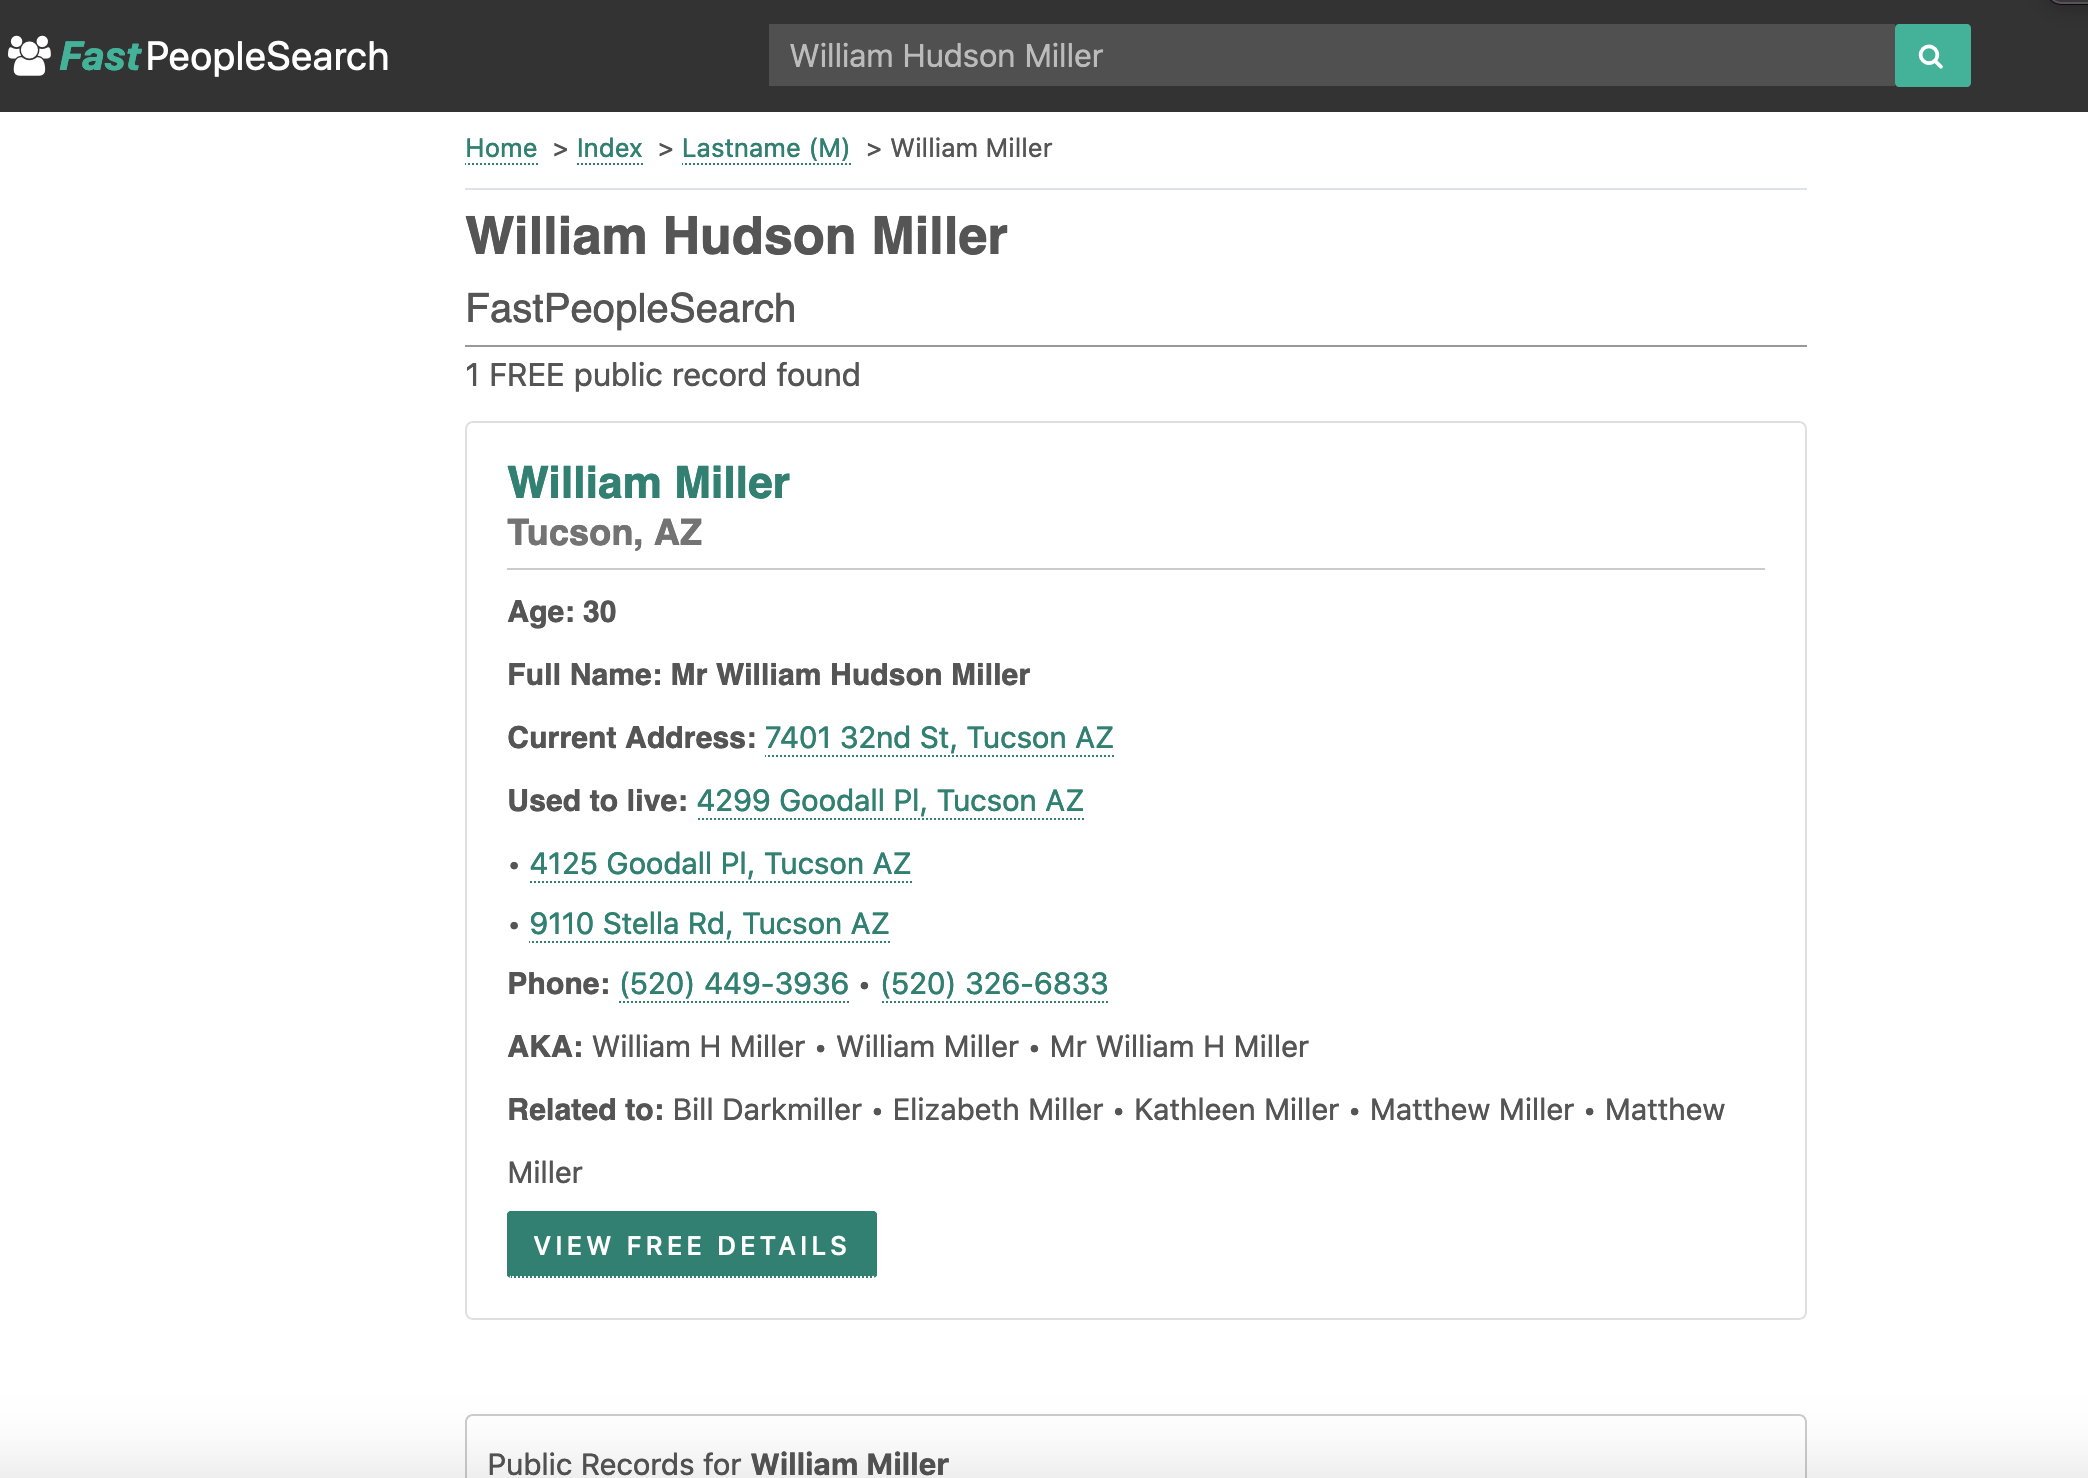 FastPeopleSearch
William Hudson Miller
Home > Index > Lastname (M) > William Miller
William Hudson Miller
FastPeopleSearch
1 FREE public record found
William Miller
Tucson, AZ
Age: 30
Full Name: Mr William Hudson Miller
Current Address: 7401 32nd St, Tucson AZ
Used to live: 4299 Goodall Pl, Tucson AZ
• 4125 Goodall Pl, Tucson AZ
• 9110 Stella Rd, Tucson AZ
Phone: (520) 449-3936 • (520) 326-6833
AKA: William H Miller • William Miller • Mr William H Miller
Related to: Bill Darkmiller • Elizabeth Miller • Kathleen Miller • Matthew Miller • Matthew
Miller
VIEW FREE DETAILS
Public Records for William Miller